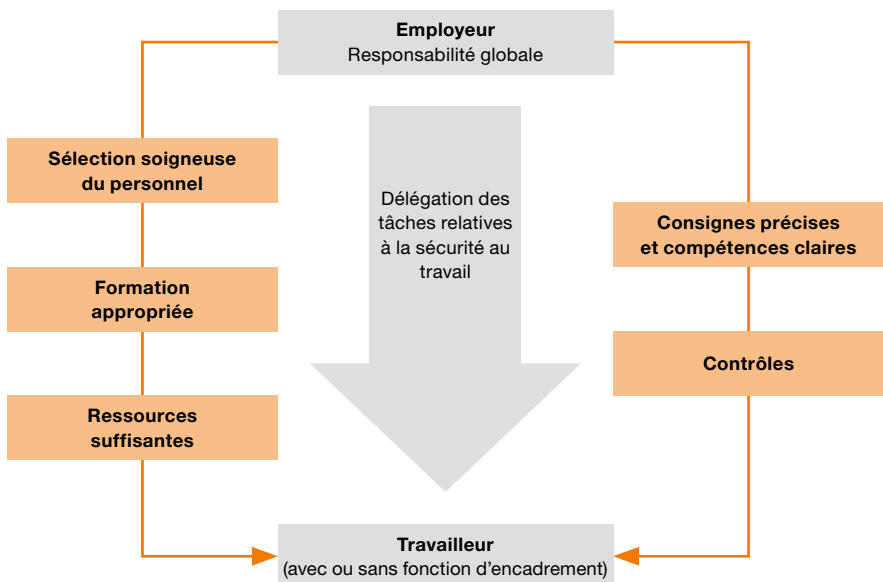 Employeur
Responsabilité globale
Sélection soigneuse
du personnel
Formation
appropriée
Ressources
suffisantes
Délégation des
tâches relatives
à la sécurité au
travail
Consignes précises
et compétences claires
Contrôles
Travailleur
(avec ou sans fonction d’encadrement)